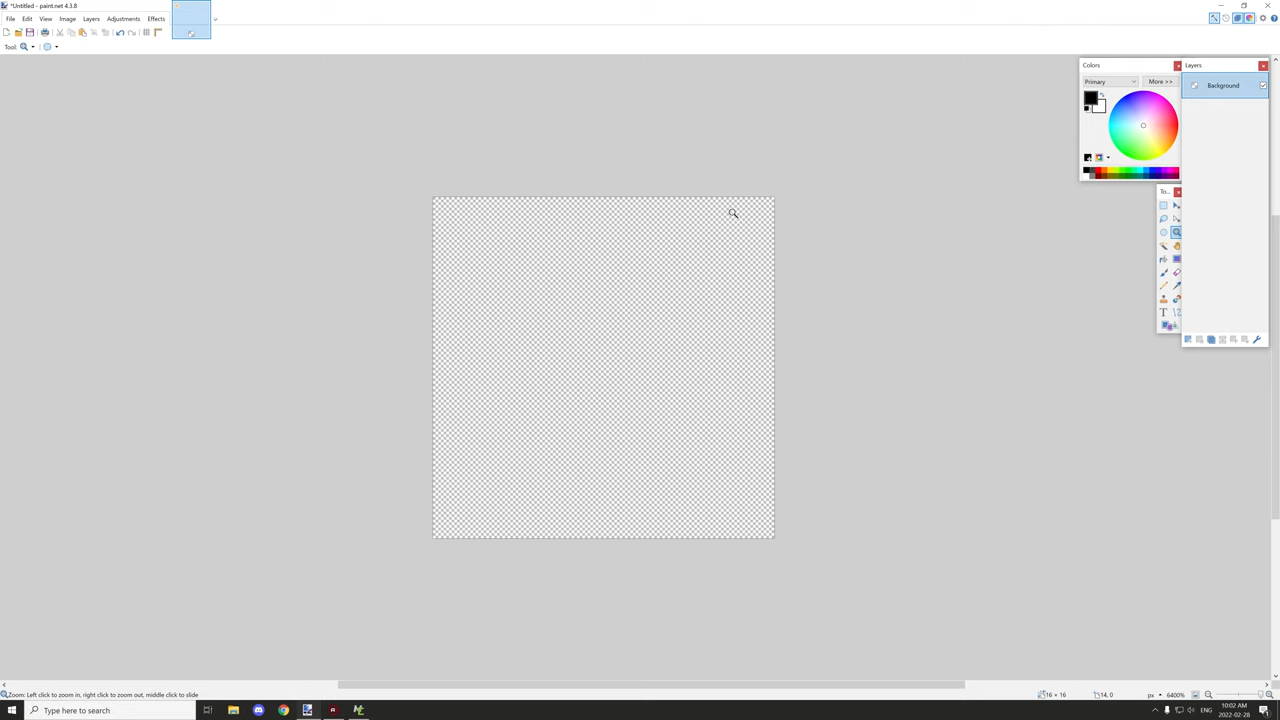 *Untitled - paint.net 4.3.8
File Edit View Image Layers Adjustments Effects
Tool:
Colors
Primary More >>
Layers
Background
To...
Zoom: Left click to zoom in, right click to zoom out, middle click to slide
16 × 16
14, 0
px
6400%
Type here to search
ENG
10:02 AM
2022-02-28